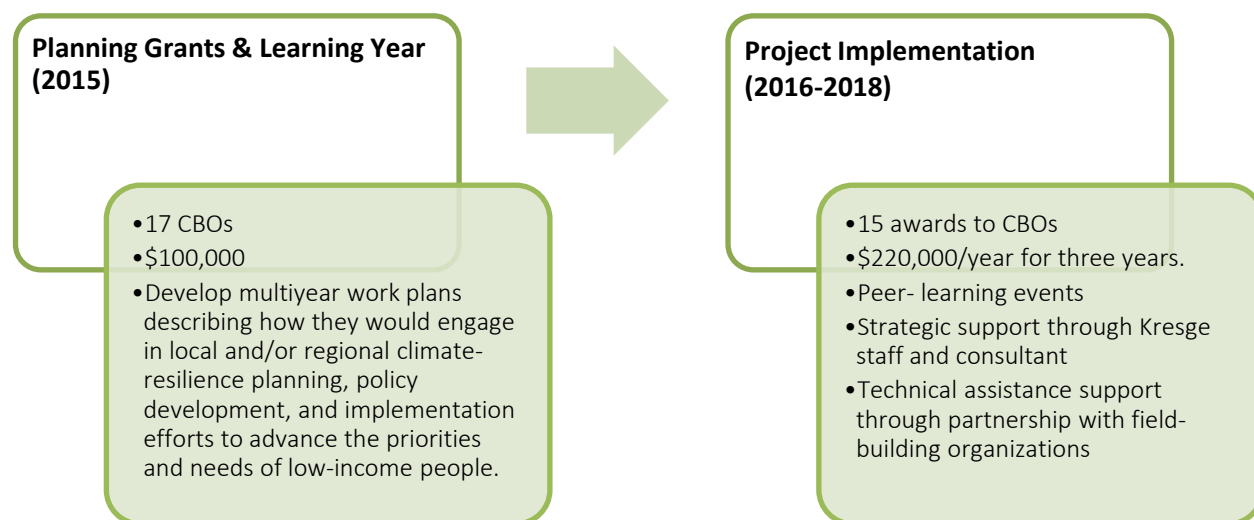 Planning Grants & Learning Year
(2015)
•17 CBOs
•$100,000
•Develop multiyear work plans
describing how they would engage
in local and/or regional climate-
resilience planning, policy
development, and implementation
efforts to advance the priorities
and needs of low-income people.
Project Implementation
(2016-2018)
•15 awards to CBOs
•$220,000/year for three years.
•Peer- learning events
•Strategic support through Kresge
staff and consultant
•Technical assistance support
through partnership with field-
building organizations